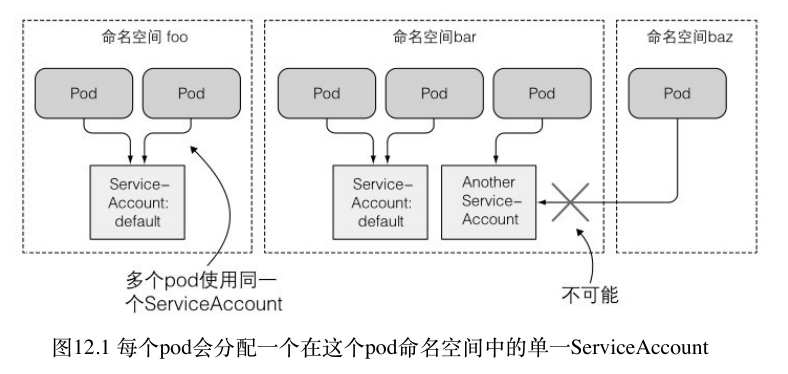 命名空间 foo
命名空间bar
命名空间baz
Pod
Pod
Pod
Pod
Pod
Pod
Service-
Account:
default
Service-
Account:
default
Another
Service-
Account
多个pod使用同一
个ServiceAccount
不可能
图12.1 每个pod会分配一个在这个pod命名空间中的单一ServiceAccount